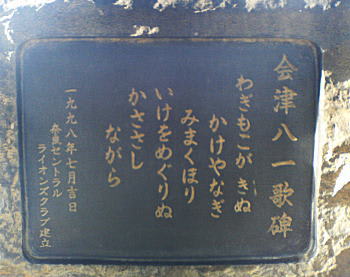 会津八一歌碑
わぎもこが きぬ
かけやなぎ
みまくほり
いけをめぐりぬ
かささし
ながら
一九九八年七月吉日
奈良セントラル
ライオンズクラブ建立